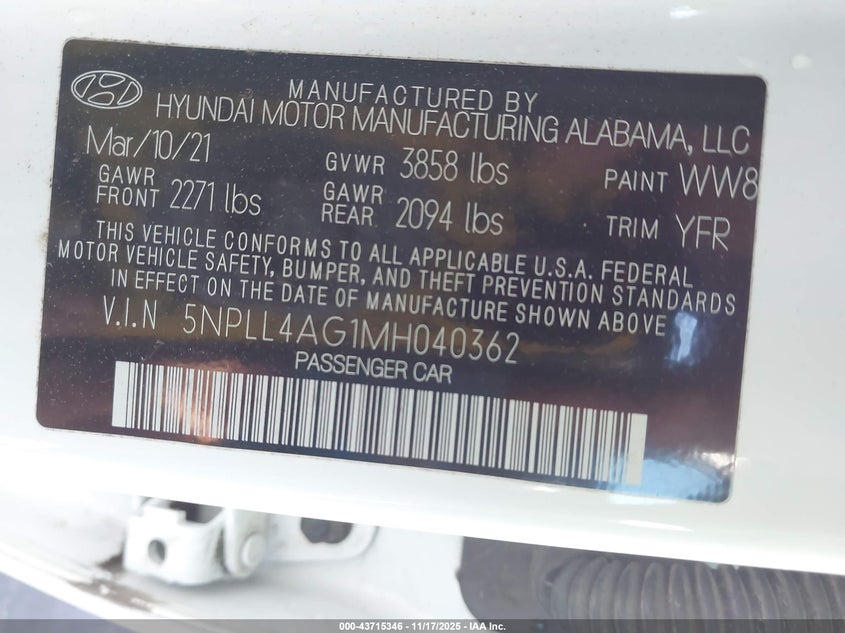 MANUFACTURED BY
HYUNDAI MOTOR MANUFACTURING ALABAMA, LLC
Mar/10/21 GVWR 3858 lbs PAINT WW8
GAWR FRONT 2271 lbs GAWR REAR 2094 lbs TRIM YFR
THIS VEHICLE CONFORMS TO ALL APPLICABLE U.S.A. FEDERAL
MOTOR VEHICLE SAFETY, BUMPER, AND THEFT PREVENTION STANDARDS
IN EFFECT ON THE DATE OF MANUFACTURE SHOWN ABOVE
V.I.N 5NPLL4AG1MH040362
PASSENGER CAR
000-43715346 - 11/17/2025 - IAA Inc.